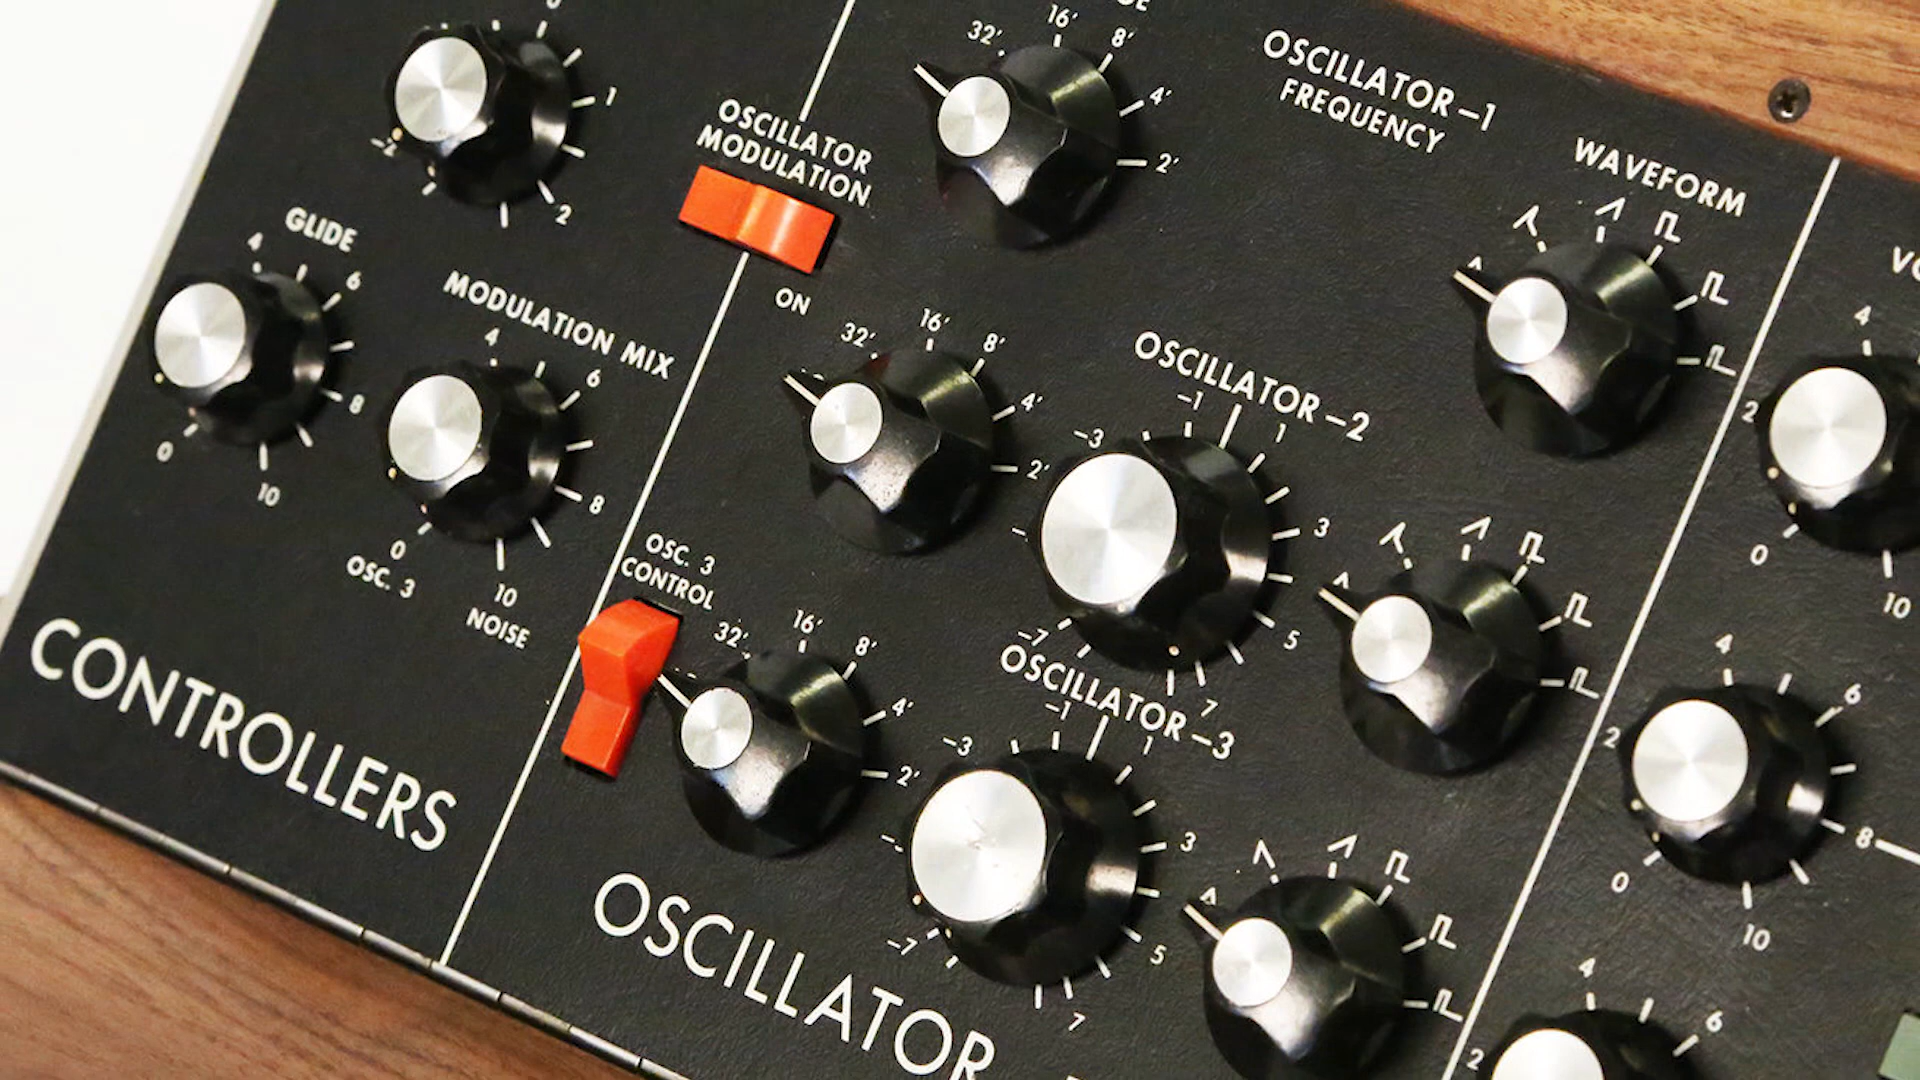 1
2
-2
GLIDE
4
6
8
0
10
MODULATION MIX
4
6
8
0
10
OSC. 3
NOISE
CONTROLLERS
OSCILLATOR
MODULATION
ON
32' 16' 8'
4'
2'
OSCILLATOR–1
FREQUENCY
WAVEFORM
32' 16' 8'
4'
2'
OSCILLATOR–2
-3 -1 1
3
5
-7 7
OSC. 3
CONTROL
32' 16' 8'
4'
2'
OSCILLATOR–3
-3 -1 1
3
5
-7 7
OSCILLATOR
4
2
0
10
4
6
2
8
0
10
4
6
2